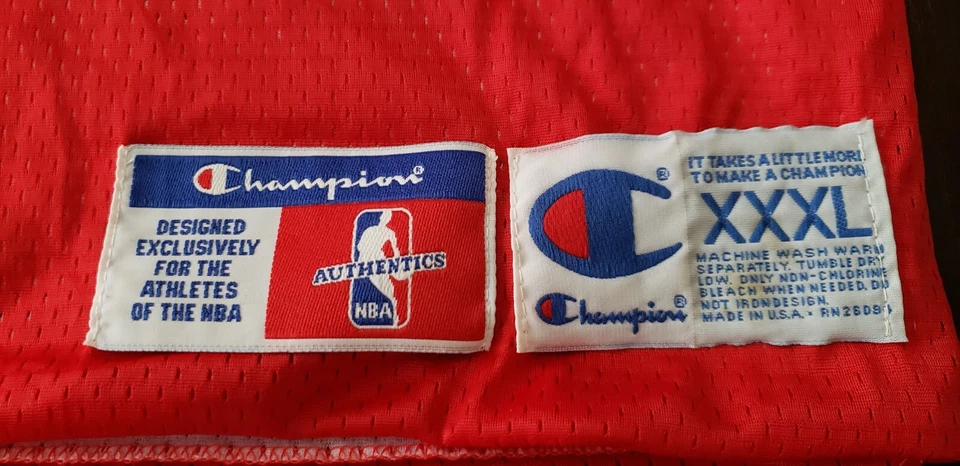 Champion®
DESIGNED
EXCLUSIVELY
FOR THE
ATHLETES
OF THE NBA
AUTHENTICS
NBA
®
Champion®
IT TAKES A LITTLE MORE
TO MAKE A CHAMPION
XXXL
MACHINE WASH WARM
SEPARATELY. TUMBLE DRY
LOW. ONLY NON-CHLORINE
BLEACH WHEN NEEDED. DO
NOT IRON DESIGN.
MADE IN U.S.A. • RN26094